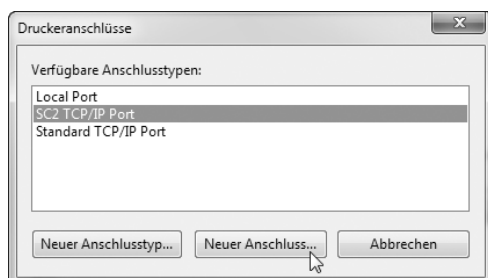 Druckeranschlüsse
Verfügbare Anschlusstypen:
Local Port
SC2 TCP/IP Port
Standard TCP/IP Port
Neuer Anschlusstyp... Neuer Anschluss... Abbrechen